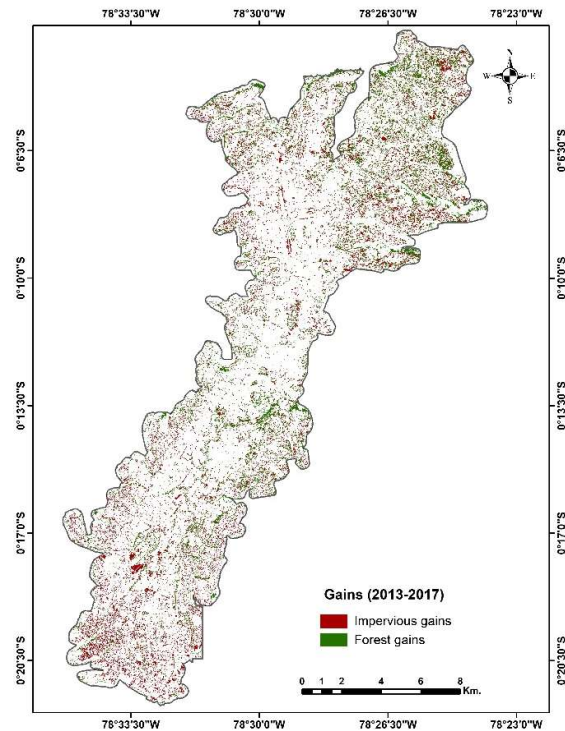 78°33'30"W 78°30'0"W 78°26'30"W 78°23'0"W
N
W E
S
0°6'30"S 0°6'30"S
0°10'0"S 0°10'0"S
0°13'30"S 0°13'30"S
0°17'0"S 0°17'0"S
0°20'30"S 0°20'30"S
Gains (2013-2017)
Impervious gains
Forest gains
0 1 2 4 6 8
Km.
78°33'30"W 78°30'0"W 78°26'30"W 78°23'0"W